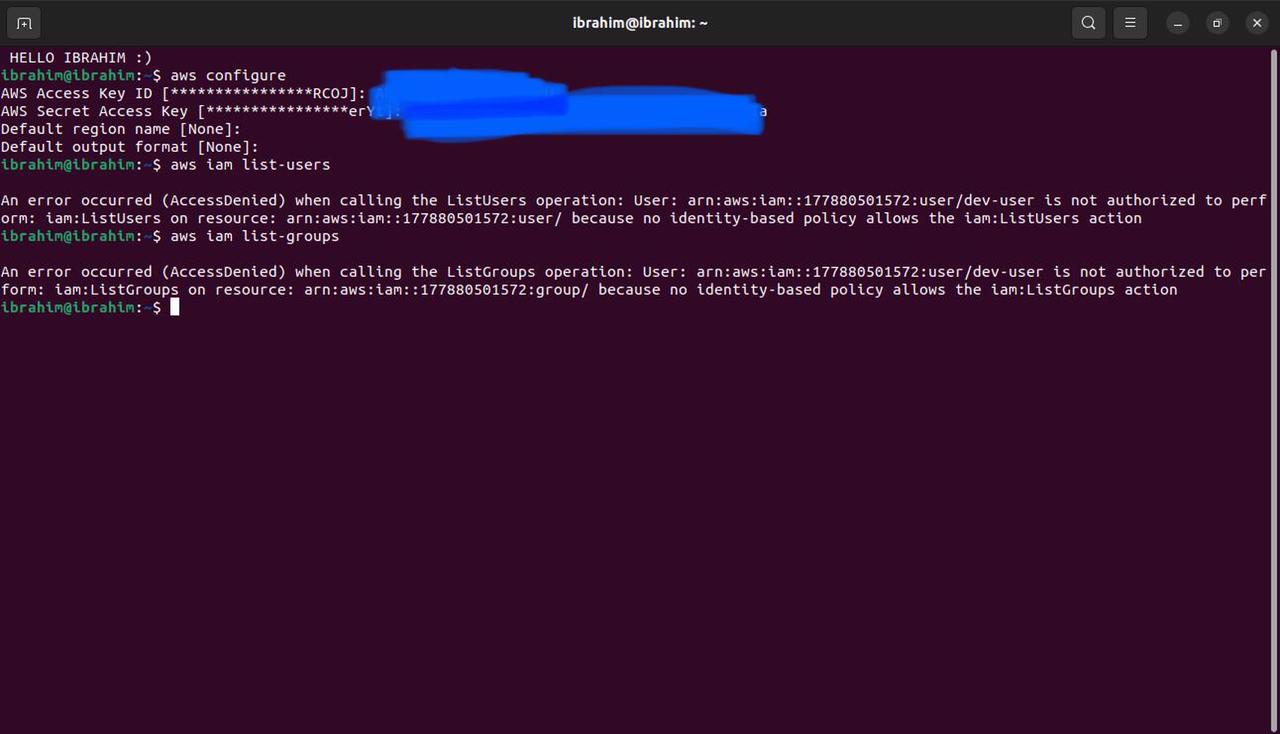 ibrahim@ibrahim: ~
HELLO IBRAHIM :)
ibrahim@ibrahim:~$ aws configure
AWS Access Key ID [****************RCOJ]:
AWS Secret Access Key [****************erY
Default region name [None]:
Default output format [None]:
ibrahim@ibrahim:~$ aws iam list-users
An error occurred (AccessDenied) when calling the ListUsers operation: User: arn:aws:iam::177880501572:user/dev-user is not authorized to perf
orm: iam:ListUsers on resource: arn:aws:iam::177880501572:user/ because no identity-based policy allows the iam:ListUsers action
ibrahim@ibrahim:~$ aws iam list-groups
An error occurred (AccessDenied) when calling the ListGroups operation: User: arn:aws:iam::177880501572:user/dev-user is not authorized to per
form: iam:ListGroups on resource: arn:aws:iam::177880501572:group/ because no identity-based policy allows the iam:ListGroups action
ibrahim@ibrahim:~$